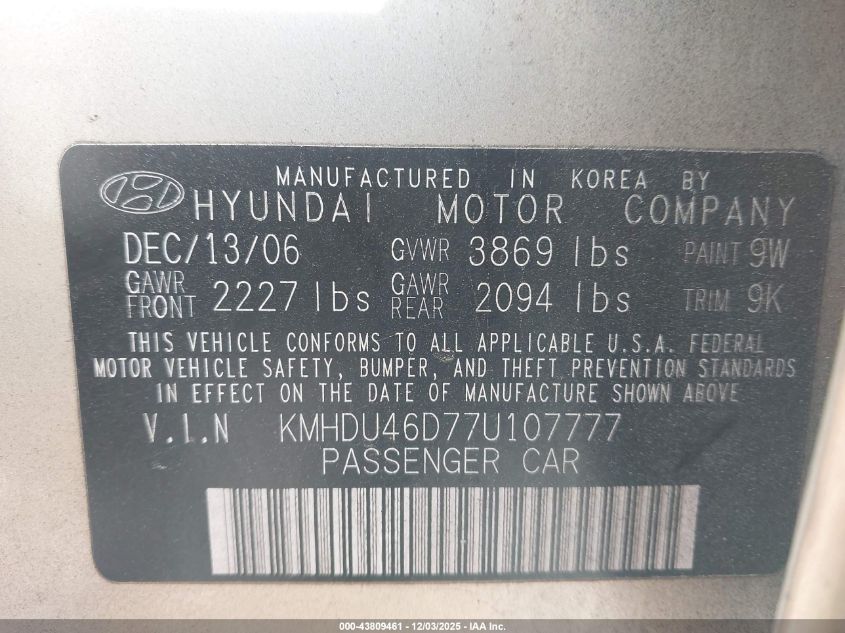 MANUFACTURED IN KOREA BY
HYUNDAI MOTOR COMPANY
DEC/13/06 GVWR 3869 lbs PAINT 9W
GAWR FRONT 2227 lbs GAWR REAR 2094 lbs TRIM 9K
THIS VEHICLE CONFORMS TO ALL APPLICABLE U.S.A. FEDERAL
MOTOR VEHICLE SAFETY, BUMPER, AND THEFT PREVENTION STANDARDS
IN EFFECT ON THE DATE OF MANUFACTURE SHOWN ABOVE
V.I.N KMHDU46D77U107777
PASSENGER CAR
000-43809461 - 12/03/2025 - IAA Inc.